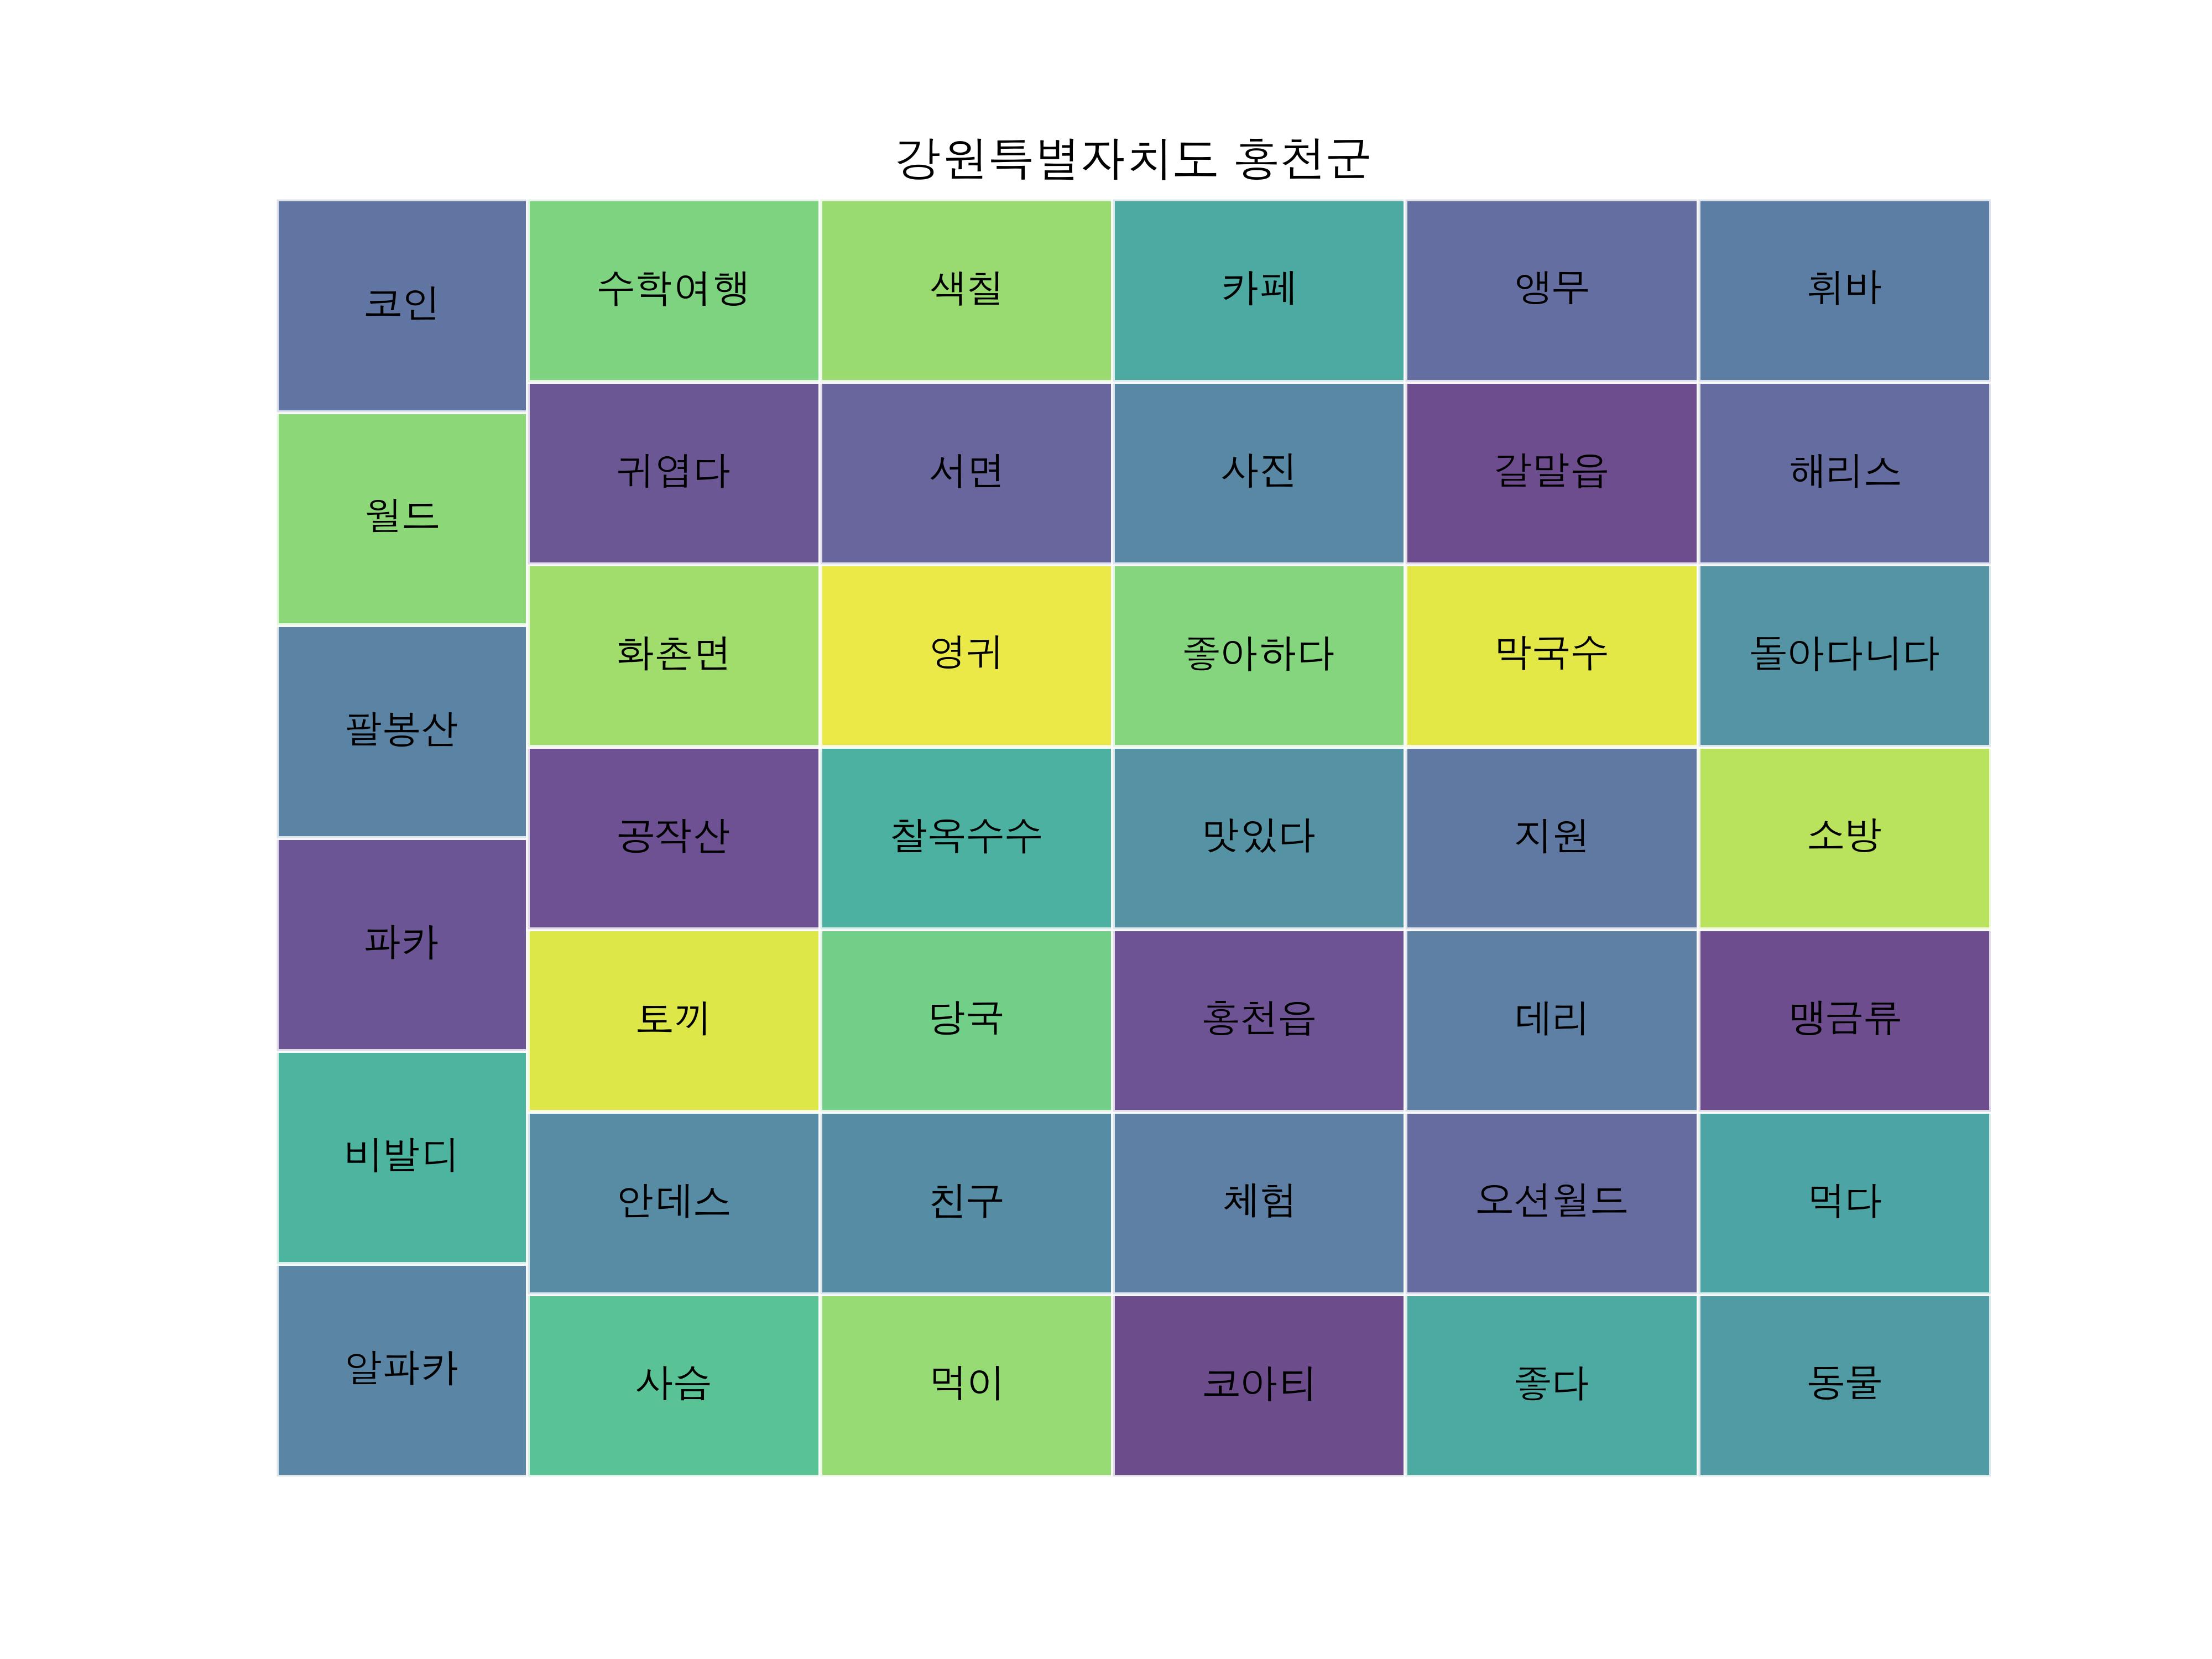 강원특별자치도 홍천군
코인
월드
팔봉산
파카
비발디
알파카
수학여행
귀엽다
화촌면
공작산
토끼
안데스
사슴
색칠
서면
영귀
찰옥수수
당국
친구
먹이
카페
사진
좋아하다
맛있다
홍천읍
체험
코아티
앵무
갈말읍
막국수
지원
데리
오션월드
좋다
휘바
해리스
돌아다니다
소방
맹금류
먹다
동물